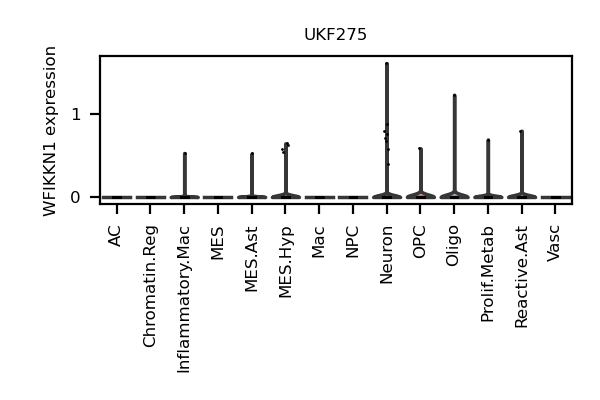 UKF275
WFIKKN1 expression
1
0
AC
Chromatin.Reg
Inflammatory.Mac
MES
MES.Ast
MES.Hyp
Mac
NPC
Neuron
OPC
Oligo
Prolif.Metab
Reactive.Ast
Vasc